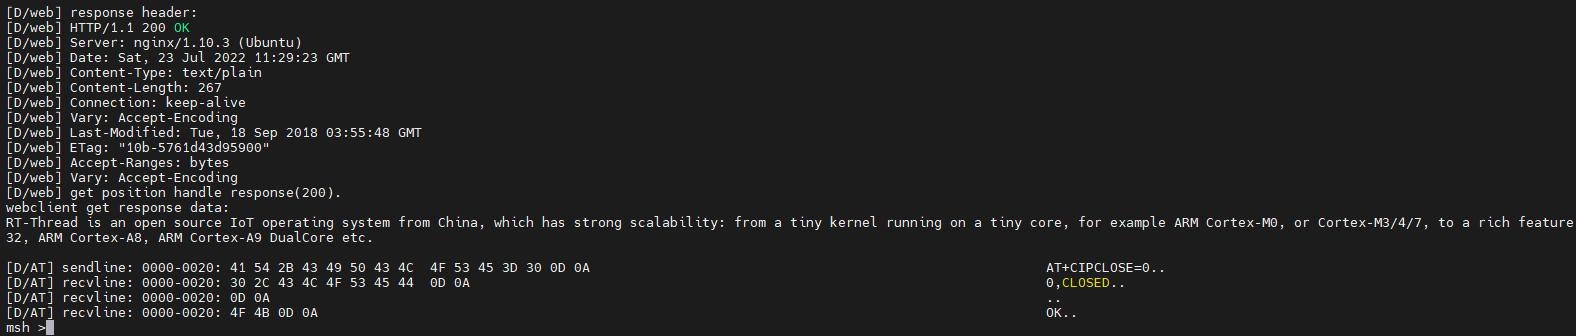 [D/web] response header:
[D/web] HTTP/1.1 200 OK
[D/web] Server: nginx/1.10.3 (Ubuntu)
[D/web] Date: Sat, 23 Jul 2022 11:29:23 GMT
[D/web] Content-Type: text/plain
[D/web] Content-Length: 267
[D/web] Connection: keep-alive
[D/web] Vary: Accept-Encoding
[D/web] Last-Modified: Tue, 18 Sep 2018 03:55:48 GMT
[D/web] ETag: "10b-5761d43d95900"
[D/web] Accept-Ranges: bytes
[D/web] Vary: Accept-Encoding
[D/web] get position handle response(200).
webclient get response data:
RT-Thread is an open source IoT operating system from China, which has strong scalability: from a tiny kernel running on a tiny core, for example ARM Cortex-M0, or Cortex-M3/4/7, to a rich feature
32, ARM Cortex-A8, ARM Cortex-A9 DualCore etc.
[D/AT] sendline: 0000-0020: 41 54 2B 43 49 50 43 4C  4F 53 45 3D 30 0D 0A AT+CIPCLOSE=0..
[D/AT] recvline: 0000-0020: 30 2C 43 4C 4F 53 45 44  0D 0A 0,CLOSED..
[D/AT] recvline: 0000-0020: 0D 0A ..
[D/AT] recvline: 0000-0020: 4F 4B 0D 0A OK..
msh >